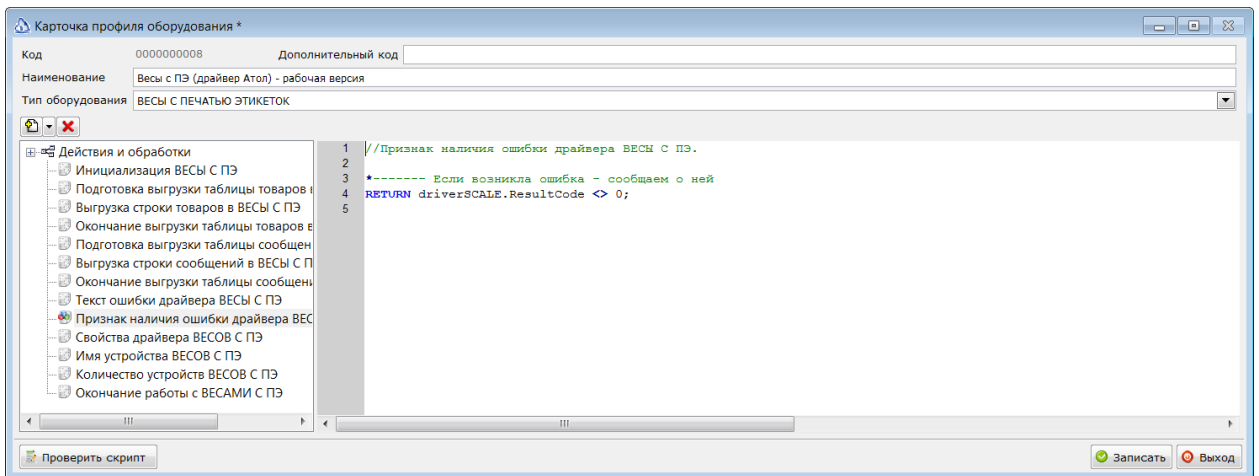 Карточка профиля оборудования *
Код 0000000008 Дополнительный код
Наименование Весы с ПЭ (драйвер Атол) - рабочая версия
Тип оборудования ВЕСЫ С ПЕЧАТЬЮ ЭТИКЕТОК
Действия и обработки
Инициализация ВЕСЫ С ПЭ
Подготовка выгрузки таблицы товаров
Выгрузка строки товаров в ВЕСЫ С ПЭ
Окончание выгрузки таблицы товаров в
Подготовка выгрузки таблицы сообщен
Выгрузка строки сообщений в ВЕСЫ С П
Окончание выгрузки таблицы сообщени
Текст ошибки драйвера ВЕСЫ С ПЭ
Признак наличия ошибки драйвера ВЕС
Свойства драйвера ВЕСОВ С ПЭ
Имя устройства ВЕСОВ С ПЭ
Количество устройств ВЕСОВ С ПЭ
Окончание работы с ВЕСАМИ С ПЭ
1 //Признак наличия ошибки драйвера ВЕСЫ С ПЭ.
2
3 *------- Если возникла ошибка - сообщаем о ней
4 RETURN driverSCALE.ResultCode <> 0;
5
Проверить скрипт
Записать
Выход